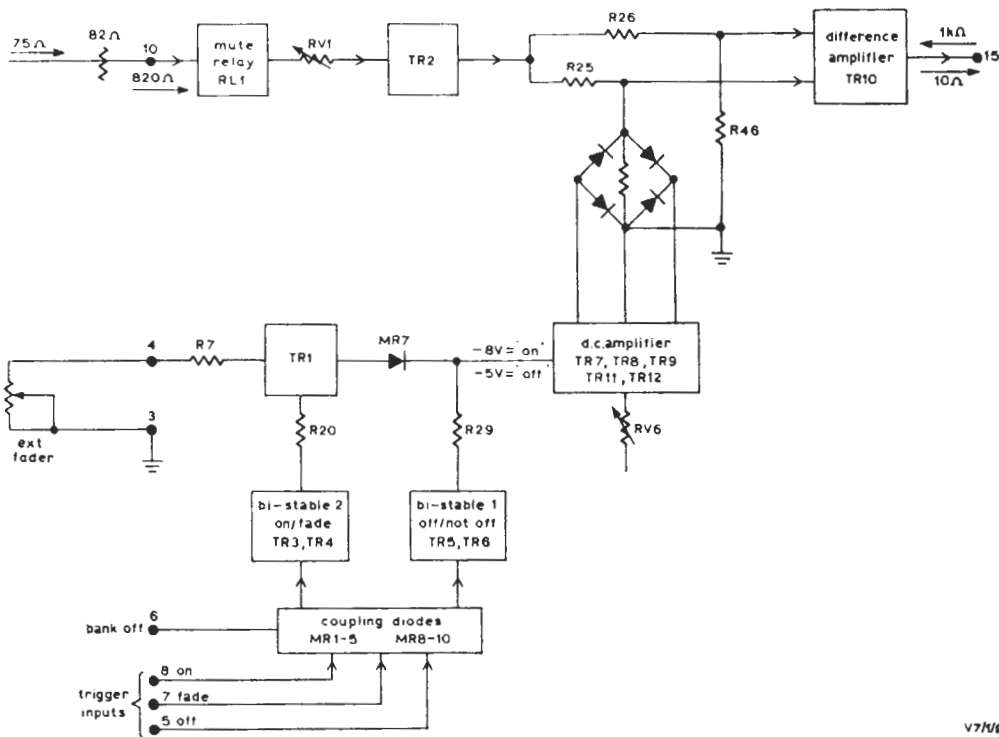 75Ω
82Ω
10
820Ω
mute
relay
RL1
RV1
TR2
R26
R25
R46
difference
amplifier
TR10
1kΩ
15
10Ω
4
R7
TR1
MR7
-8V= 'on'
-5V= 'off'
d.c.amplifier
TR7, TR8, TR9
TR11, TR12
RV6
3
ext
fader
R20
R29
bi-stable 2
on/fade
TR3,TR4
bi-stable 1
off/not off
TR5,TR6
6
bank off
coupling diodes
MR1-5 MR8-10
trigger
inputs
8 on
7 fade
5 off